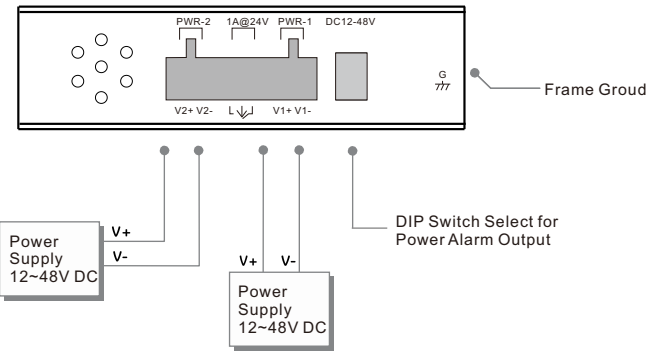 PWR-2 1A@24V PWR-1 DC12-48V
G
Frame Groud
V2+ V2- L V1+ V1-
DIP Switch Select for
Power Alarm Output
V+
V-
Power
Supply
12~48V DC
V+ V-
Power
Supply
12~48V DC